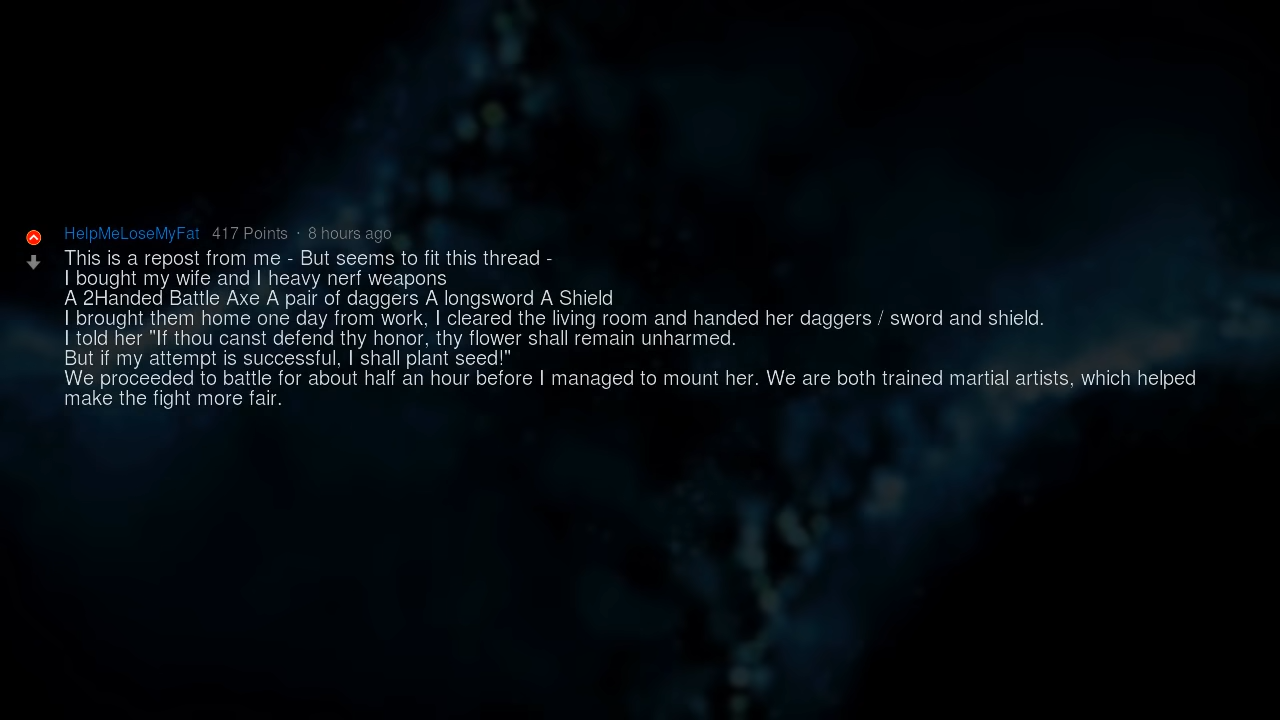 HelpMeLoseMyFat 417 Points · 8 hours ago
This is a repost from me - But seems to fit this thread -
I bought my wife and I heavy nerf weapons
A 2Handed Battle Axe A pair of daggers A longsword A Shield
I brought them home one day from work, I cleared the living room and handed her daggers / sword and shield.
I told her "If thou canst defend thy honor, thy flower shall remain unharmed.
But if my attempt is successful, I shall plant seed!"
We proceeded to battle for about half an hour before I managed to mount her. We are both trained martial artists, which helped
make the fight more fair.